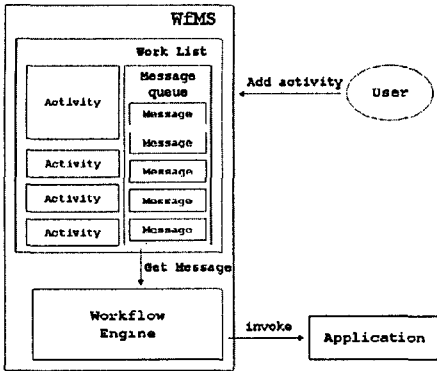 WfMS
Work List
Message
queue
Activity
Message
Message
Activity
Message
Activity
Message
Activity
Message
Add activity
User
Get Message
Workflow
Engine
invoke
Application